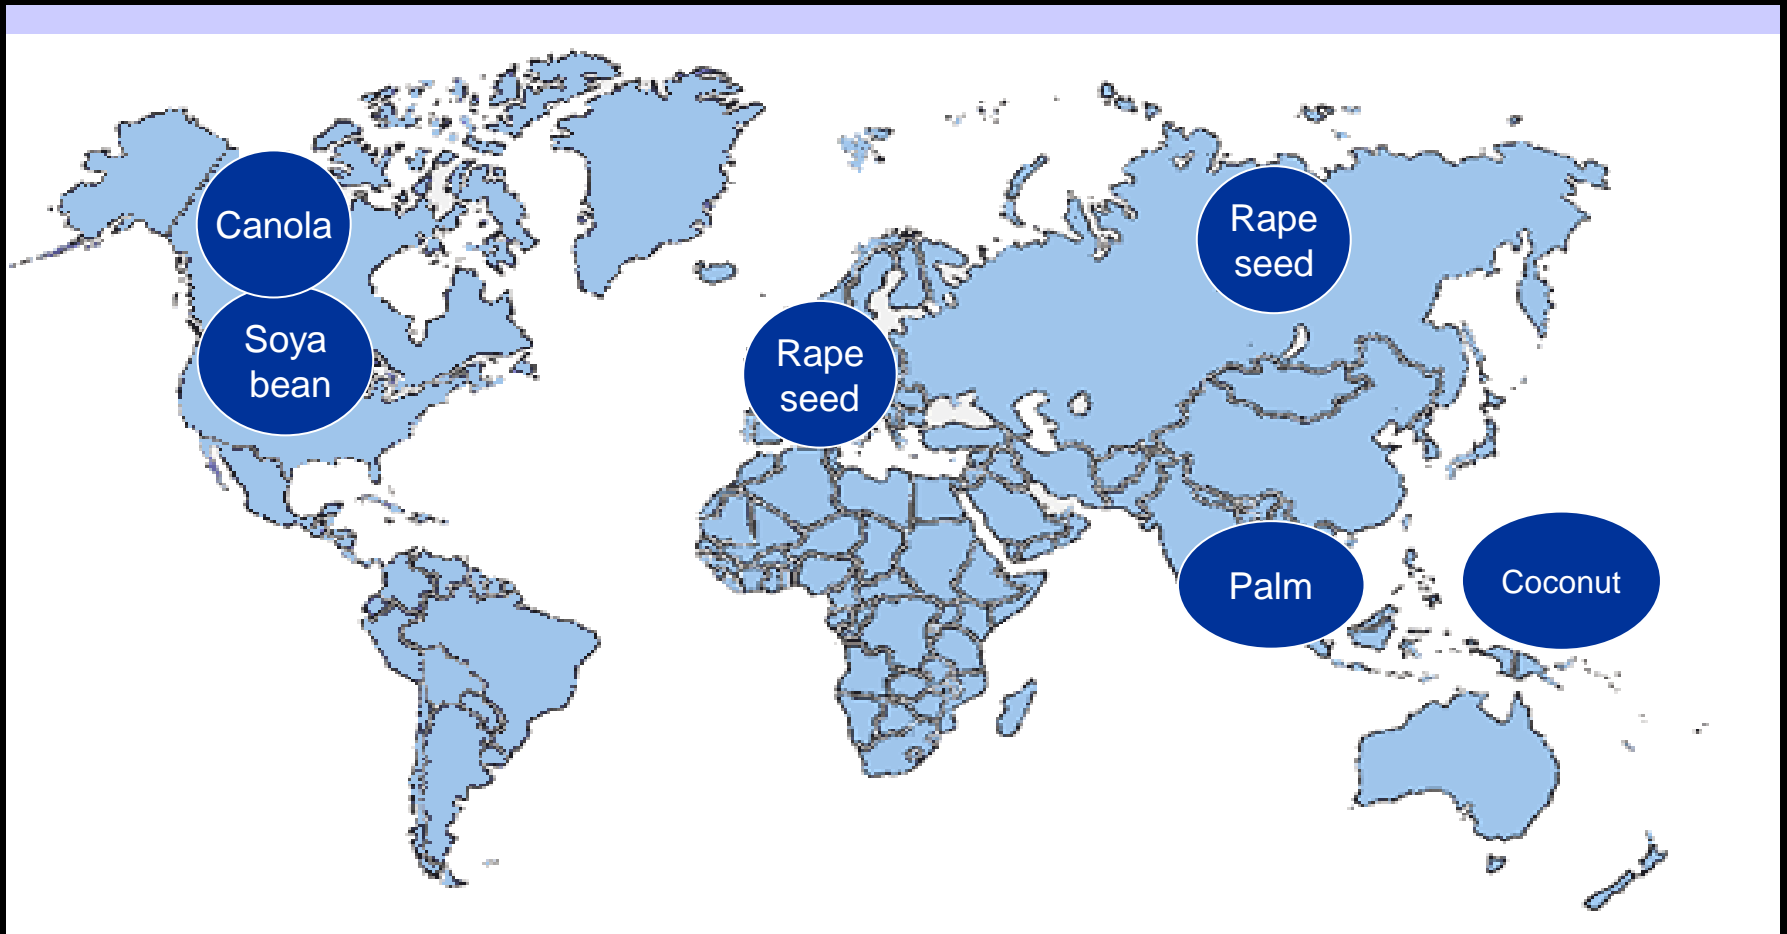 Canola
Soya
bean
Rape
seed
Rape
seed
Palm
Coconut